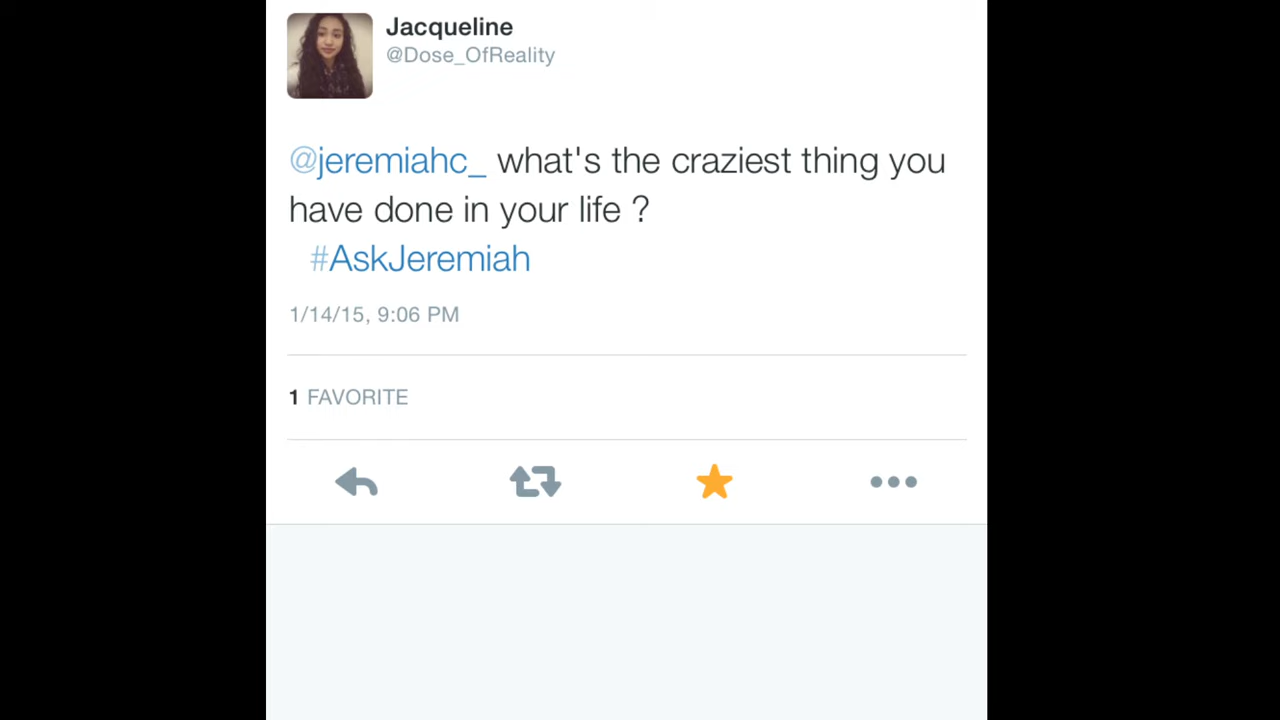 Jacqueline
@Dose_OfReality
@jeremiahc_ what's the craziest thing you
have done in your life ?
#AskJeremiah
1/14/15, 9:06 PM
1 FAVORITE